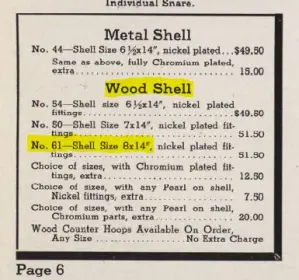 Individual Snare.
Metal Shell
No. 44—Shell Size 6½x14", nickel plated...$49.50
Same as above, fully Chromium plated,
extra.................................... 15.00
Wood Shell
No. 54—Shell size 6½x14", nickel plated
fittings....................................$49.50
No. 50—Shell Size 7x14", nickel plated fit-
tings.................................... 51.50
No. 61—Shell Size 8x14", nickel plated fit-
tings.................................... 51.50
Choice of sizes, with Chromium plated fit-
tings, extra............................ 12.50
Choice of sizes, with any Pearl on shell,
Nickel fittings, extra.................. 7.50
Choice of sizes, with any Pearl on shell,
Chromium parts, extra.................. 20.00
Wood Counter Hoops Available On Order,
Any Size ....................No Extra Charge
Page 6